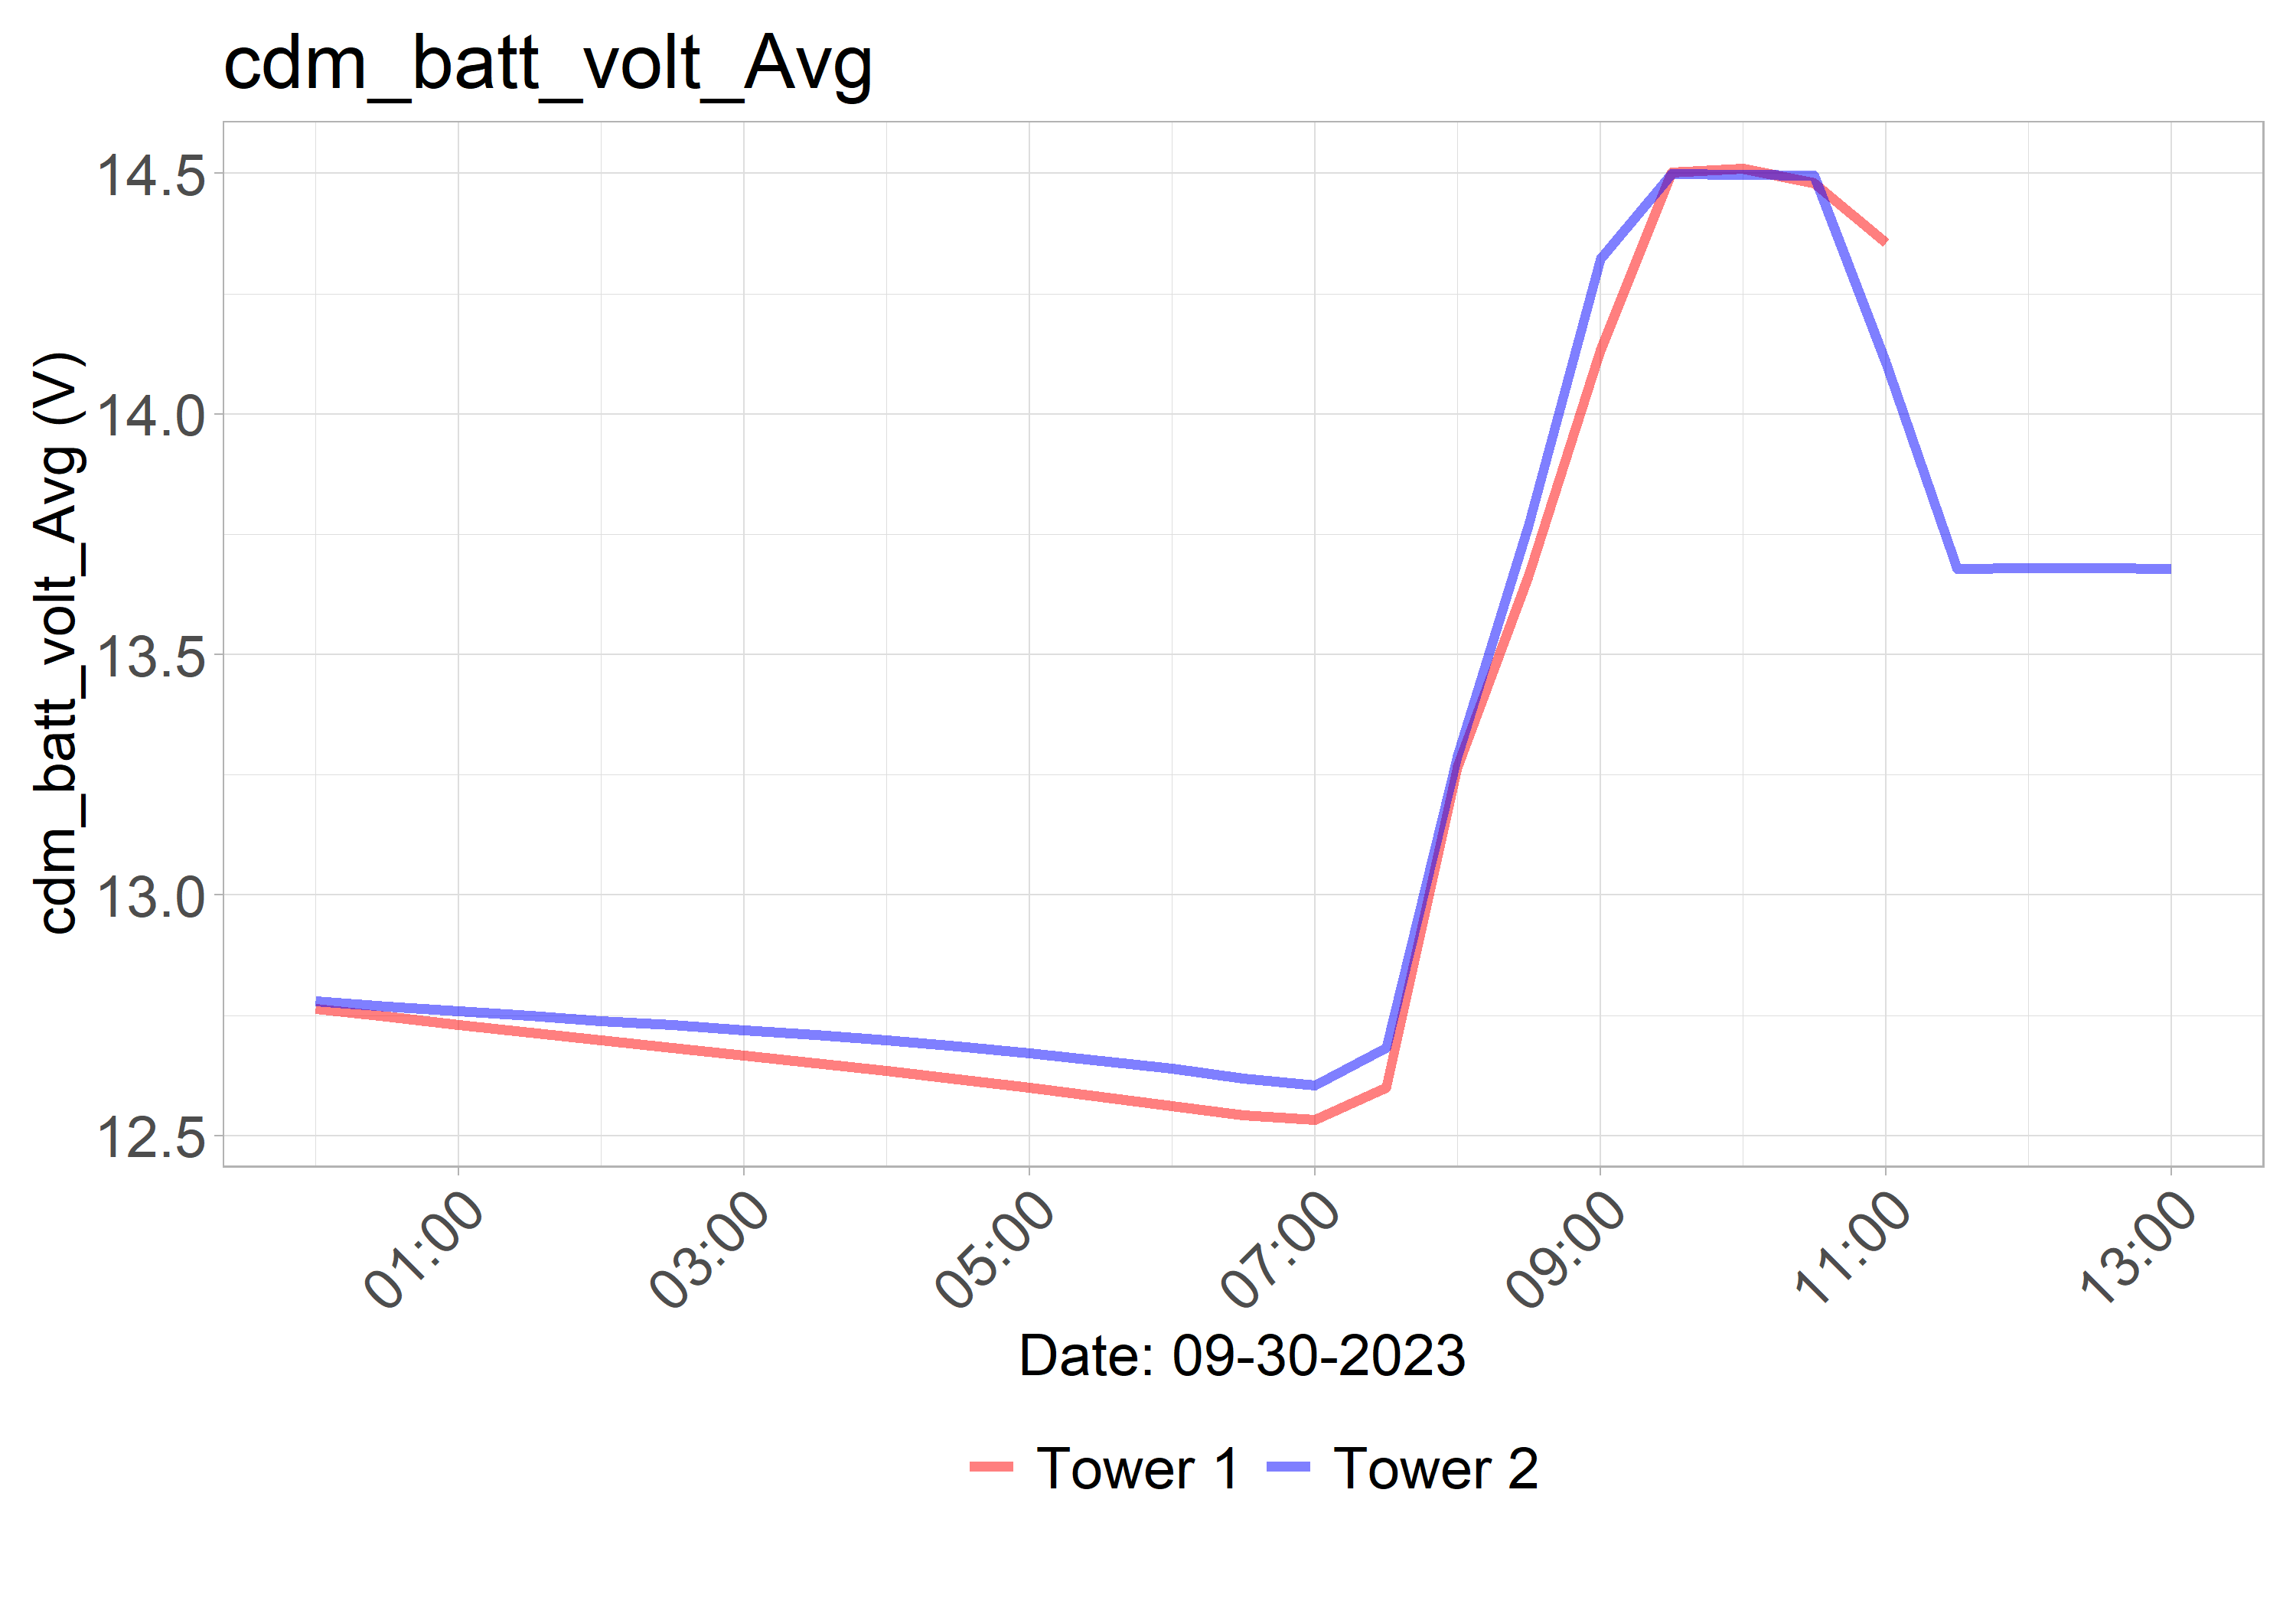 cdm_batt_volt_Avg
cdm_batt_volt_Avg (V)
14.5
14.0
13.5
13.0
12.5
01:00
03:00
05:00
07:00
09:00
11:00
13:00
Date: 09-30-2023
Tower 1
Tower 2